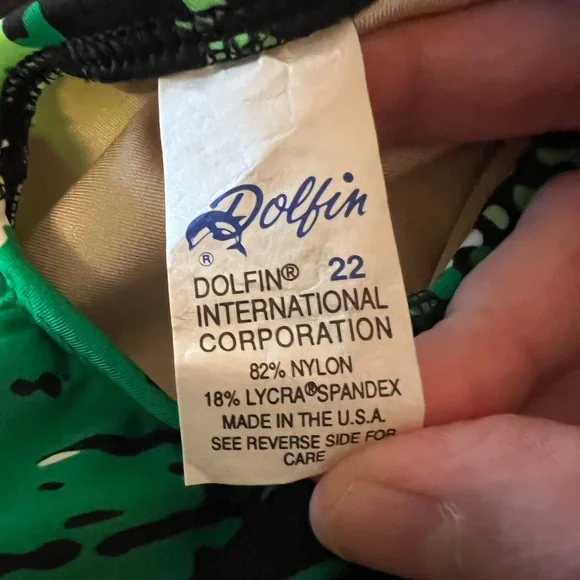 Dolfin
®
DOLFIN® 22
INTERNATIONAL
CORPORATION
82% NYLON
18% LYCRA®SPANDEX
MADE IN THE U.S.A.
SEE REVERSE SIDE FOR
CARE